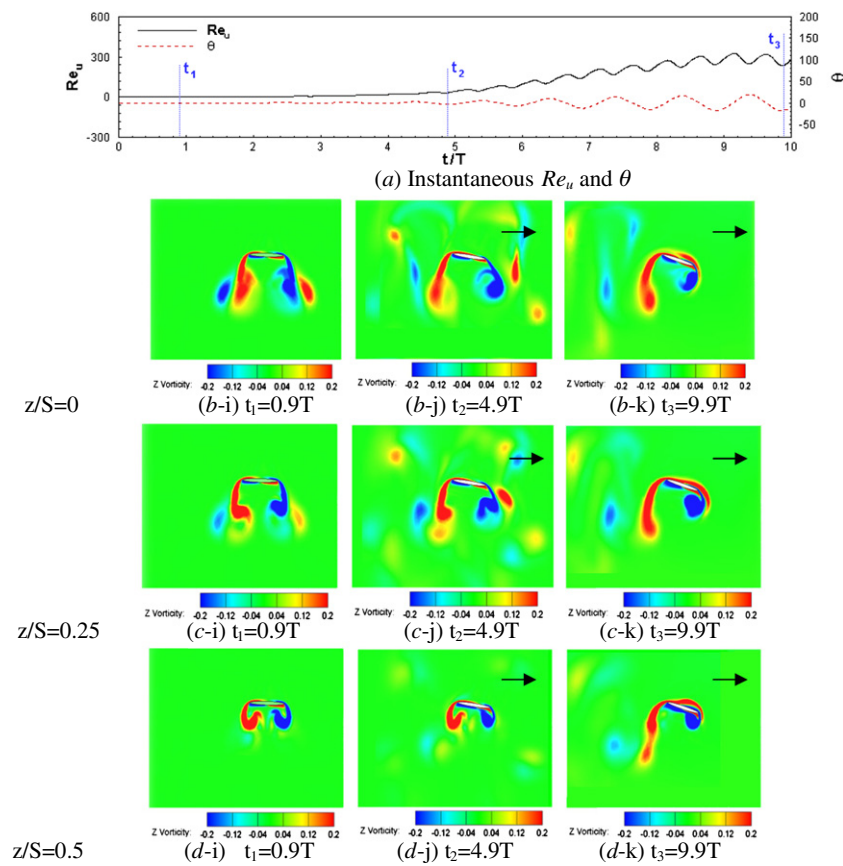 600
300
0
-300
Re_u
Re_u
θ
t_1
t_2
t_3
200
150
100
50
0
θ
0 1 2 3 4 5 6 7 8 9 10
t/T
(a) Instantaneous Re_u and θ
Z Vorticity: -0.2 -0.12 -0.04 0.04 0.12 0.2
Z Vorticity: -0.2 -0.12 -0.04 0.04 0.12 0.2
Z Vorticity: -0.2 -0.12 -0.04 0.04 0.12 0.2
z/S=0 (b-i) t_1=0.9T (b-j) t_2=4.9T (b-k) t_3=9.9T
Z Vorticity: -0.2 -0.12 -0.04 0.04 0.12 0.2
Z Vorticity: -0.2 -0.12 -0.04 0.04 0.12 0.2
Z Vorticity: -0.2 -0.12 -0.04 0.04 0.12 0.2
z/S=0.25 (c-i) t_1=0.9T (c-j) t_2=4.9T (c-k) t_3=9.9T
Z Vorticity: -0.2 -0.12 -0.04 0.04 0.12 0.2
Z Vorticity: -0.2 -0.12 -0.04 0.04 0.12 0.2
Z Vorticity: -0.2 -0.12 -0.04 0.04 0.12 0.2
z/S=0.5 (d-i) t_1=0.9T (d-j) t_2=4.9T (d-k) t_3=9.9T